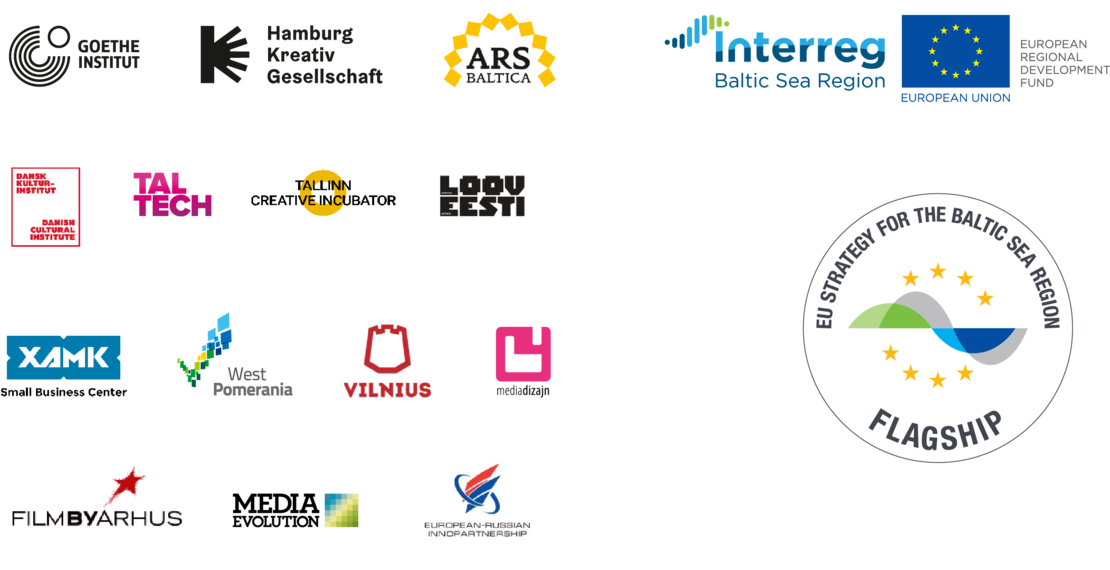 GOETHE
INSTITUT
Hamburg
Kreativ
Gesellschaft
ARS
BALTICA
Interreg
Baltic Sea Region
EUROPEAN UNION
EUROPEAN
REGIONAL
DEVELOPMENT
FUND
DANSK
KULTUR-
INSTITUT
DANISH
CULTURAL
INSTITUTE
TAL
TECH
TALLINN
CREATIVE INCUBATOR
LOOV
EESTI
EU STRATEGY FOR THE BALTIC SEA REGION
FLAGSHIP
XAMK
Small Business Center
West
Pomerania
VILNIUS
mediadizajn
FILMBYAARHUS
MEDIA
EVOLUTION
EUROPEAN-RUSSIAN
INNOPARTNERSHIP